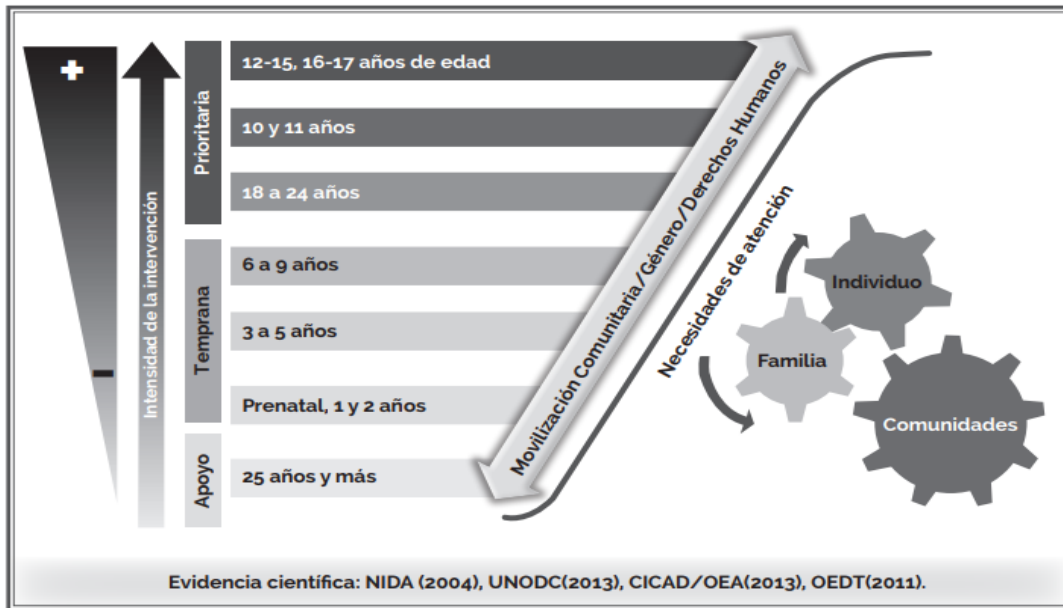 +
–
Intensidad de la intervención
Prioritaria
12-15, 16-17 años de edad
10 y 11 años
18 a 24 años
Temprana
6 a 9 años
3 a 5 años
Prenatal, 1 y 2 años
Apoyo
25 años y más
Movilización Comunitaria/Género/Derechos Humanos
Necesidades de atención
Individuo
Familia
Comunidades
Evidencia científica: NIDA (2004), UNODC(2013), CICAD/OEA(2013), OEDT(2011).